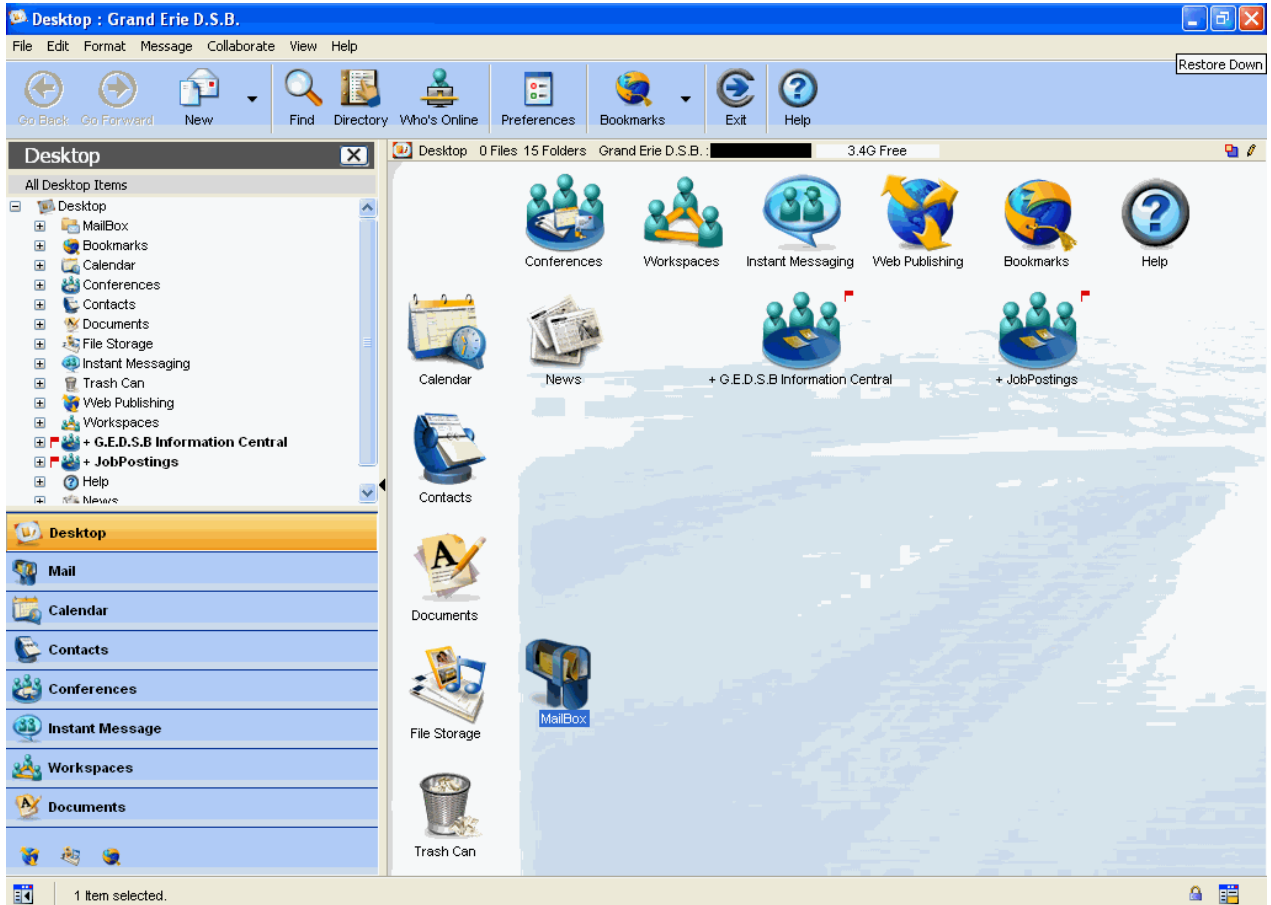 Desktop : Grand Erie D.S.B.
File Edit Format Message Collaborate View Help
Restore Down
Go Back Go Forward New Find Directory Who's Online Preferences Bookmarks Exit Help
Desktop
Desktop 0 Files 15 Folders Grand Erie D.S.B. : 3.4G Free
All Desktop Items
Desktop
MailBox
Bookmarks
Calendar
Conferences
Contacts
Documents
File Storage
Instant Messaging
Trash Can
Web Publishing
Workspaces
+ G.E.D.S.B Information Central
+ JobPostings
Help
News
Desktop
Mail
Calendar
Contacts
Conferences
Instant Message
Workspaces
Documents
Conferences Workspaces Instant Messaging Web Publishing Bookmarks Help
Calendar News + G.E.D.S.B Information Central + JobPostings
Contacts
Documents
File Storage MailBox
Trash Can
1 Item selected.